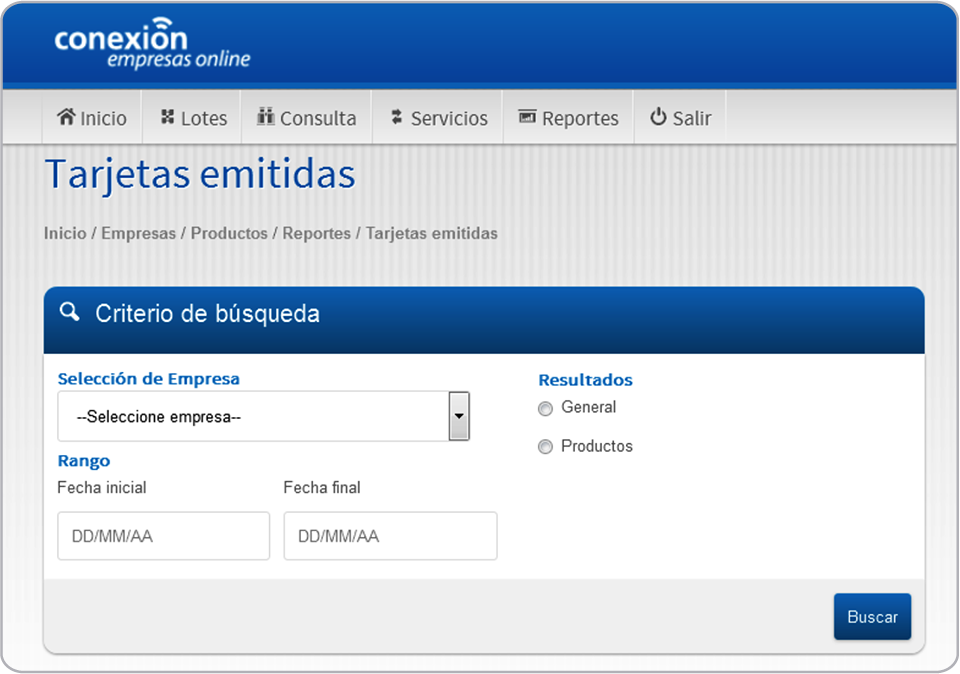 conexión
empresas online
Inicio Lotes Consulta Servicios Reportes Salir
Tarjetas emitidas
Inicio / Empresas / Productos / Reportes / Tarjetas emitidas
Criterio de búsqueda
Selección de Empresa
--Seleccione empresa--
Rango
Fecha inicial Fecha final
DD/MM/AA DD/MM/AA
Resultados
General
Productos
Buscar